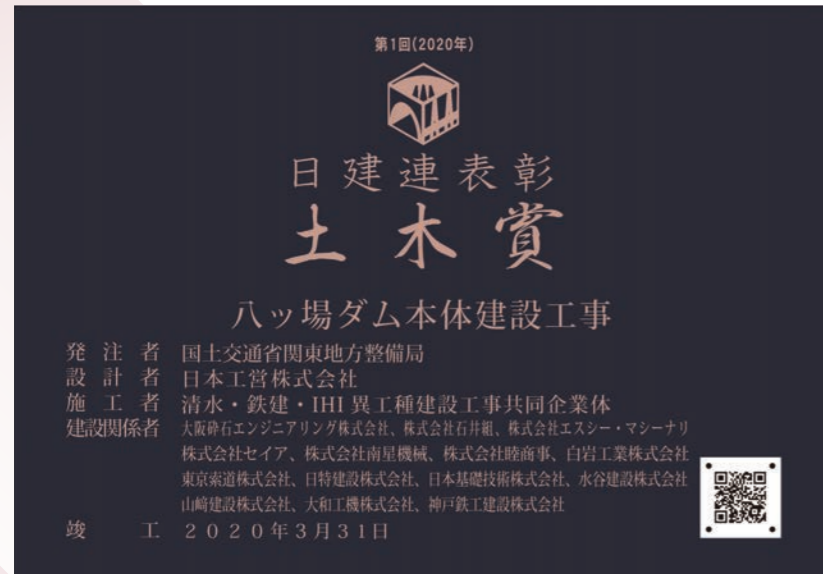 第1回(2020年)
日建連表彰
土木賞
八ッ場ダム本体建設工事
発注者 国土交通省関東地方整備局
設計者 日本工営株式会社
施工者 清水・鉄建・IHI異工種建設工事共同企業体
建設関係者 大阪砕石エンジニアリング株式会社、株式会社石井組、株式会社エスシー・マシーナリ
株式会社セイア、株式会社南星機械、株式会社睦商事、白岩工業株式会社
東京索道株式会社、日特建設株式会社、日本基礎技術株式会社、水谷建設株式会社
山﨑建設株式会社、大和工機株式会社、神戸鉄工建設株式会社
竣工 2020年3月31日